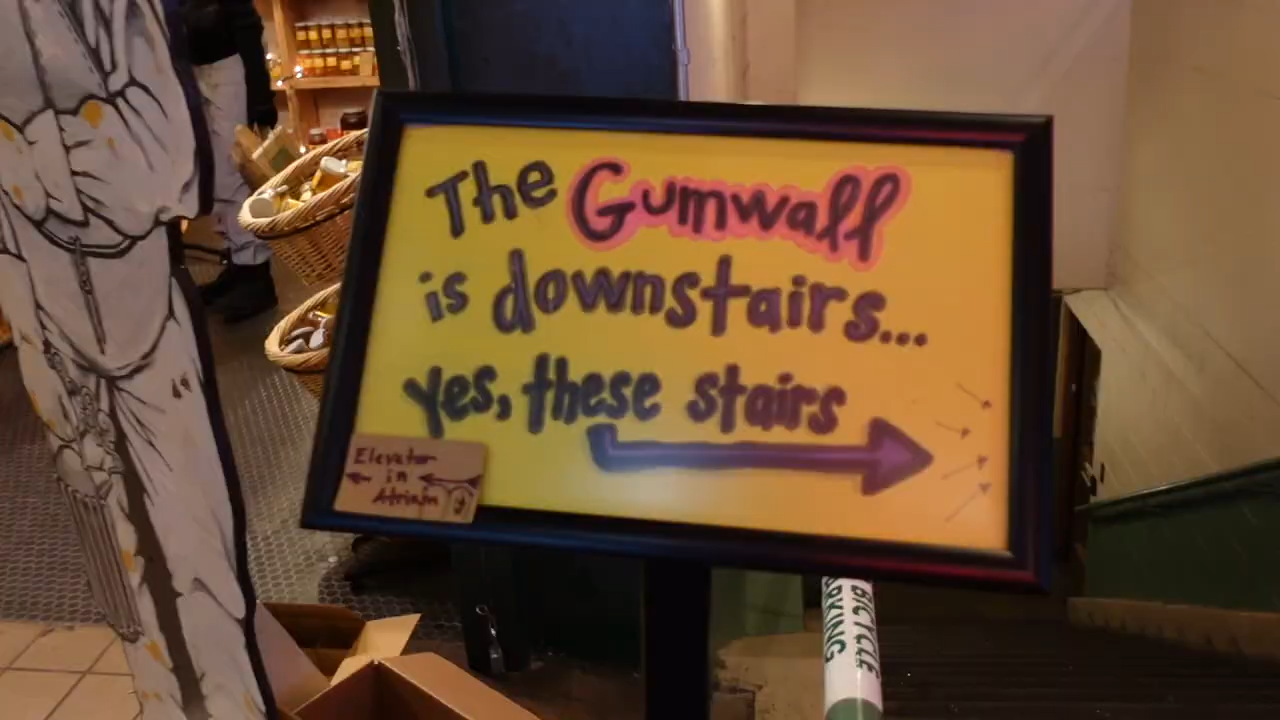 The Gumwall
is downstairs...
yes, these stairs
Elevator
in
Atrium
BICYCLE
PARKING